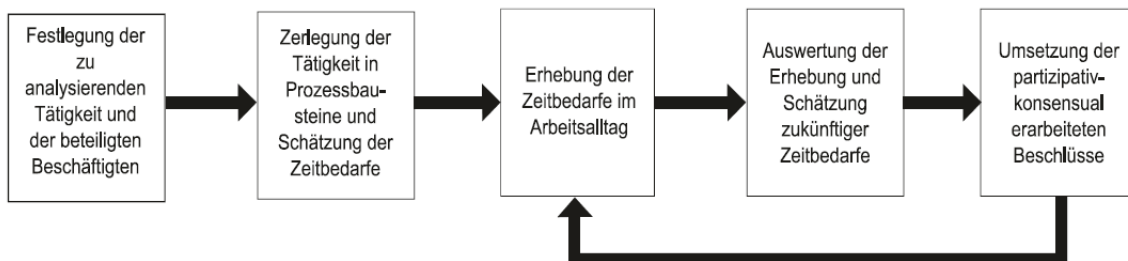 Festlegung der
zu
analysierenden
Tätigkeit und
der beteiligten
Beschäftigten
Zerlegung der
Tätigkeit in
Prozessbau-
steine und
Schätzung der
Zeitbedarfe
Erhebung der
Zeitbedarfe im
Arbeitsalltag
Auswertung der
Erhebung und
Schätzung
zukünftiger
Zeitbedarfe
Umsetzung der
partizipativ-
konsensual
erarbeiteten
Beschlüsse